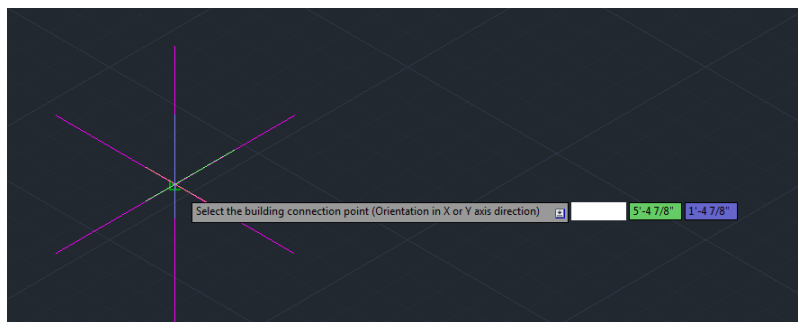 Select the building connection point (Orientation in X or Y axis direction) 5'-4 7/8" 1'-4 7/8"